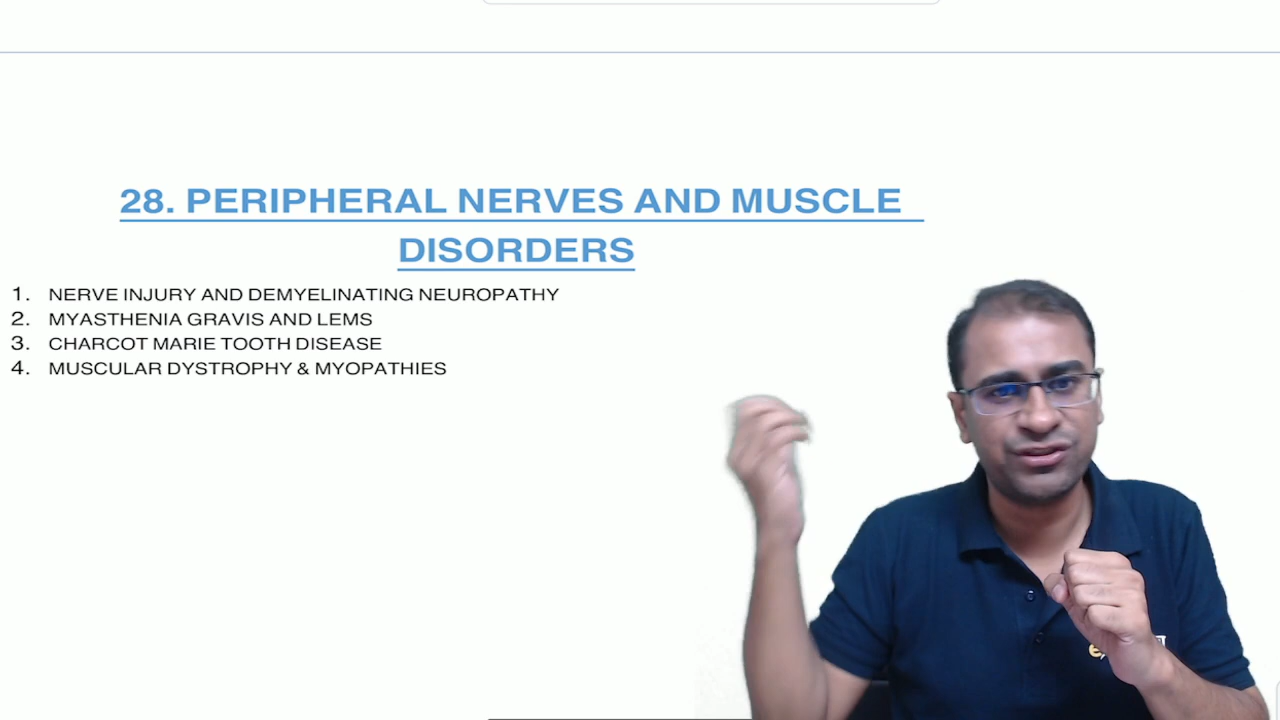 28. PERIPHERAL NERVES AND MUSCLE
DISORDERS
1. NERVE INJURY AND DEMYELINATING NEUROPATHY
2. MYASTHENIA GRAVIS AND LEMS
3. CHARCOT MARIE TOOTH DISEASE
4. MUSCULAR DYSTROPHY & MYOPATHIES